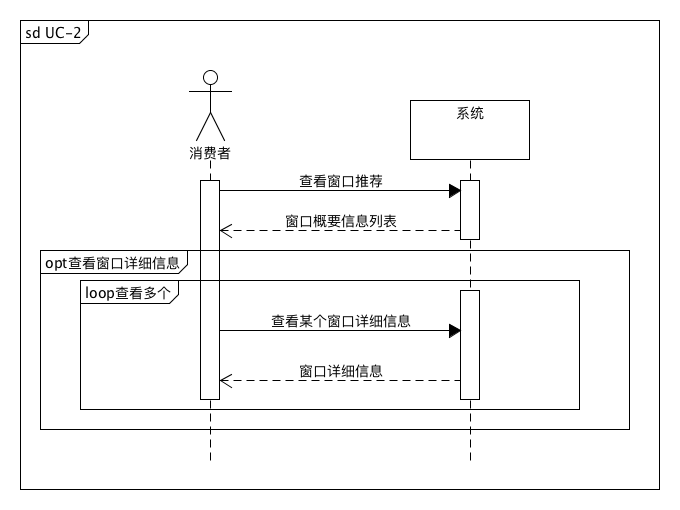 sd UC-2
系统
消费者
查看窗口推荐
窗口概要信息列表
opt查看窗口详细信息
loop查看多个
查看某个窗口详细信息
窗口详细信息